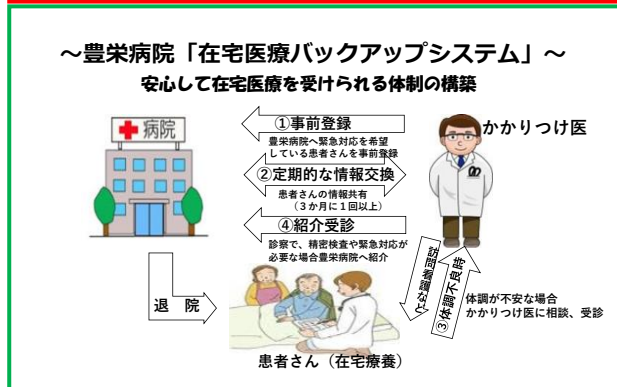 ～豊栄病院「在宅医療バックアップシステム」～
安心して在宅医療を受けられる体制の構築
病院
①事前登録
豊栄病院へ緊急対応を希望
している患者さんを事前登録
②定期的な情報交換
患者さんの情報共有
（３か月に１回以上）
④紹介受診
診察で、精密検査や緊急対応が
必要な場合豊栄病院へ紹介
かかりつけ医
退　院
訪問看護など
③体調不良時
体調が不安な場合
かかりつけ医に相談、受診
患者さん（在宅療養）